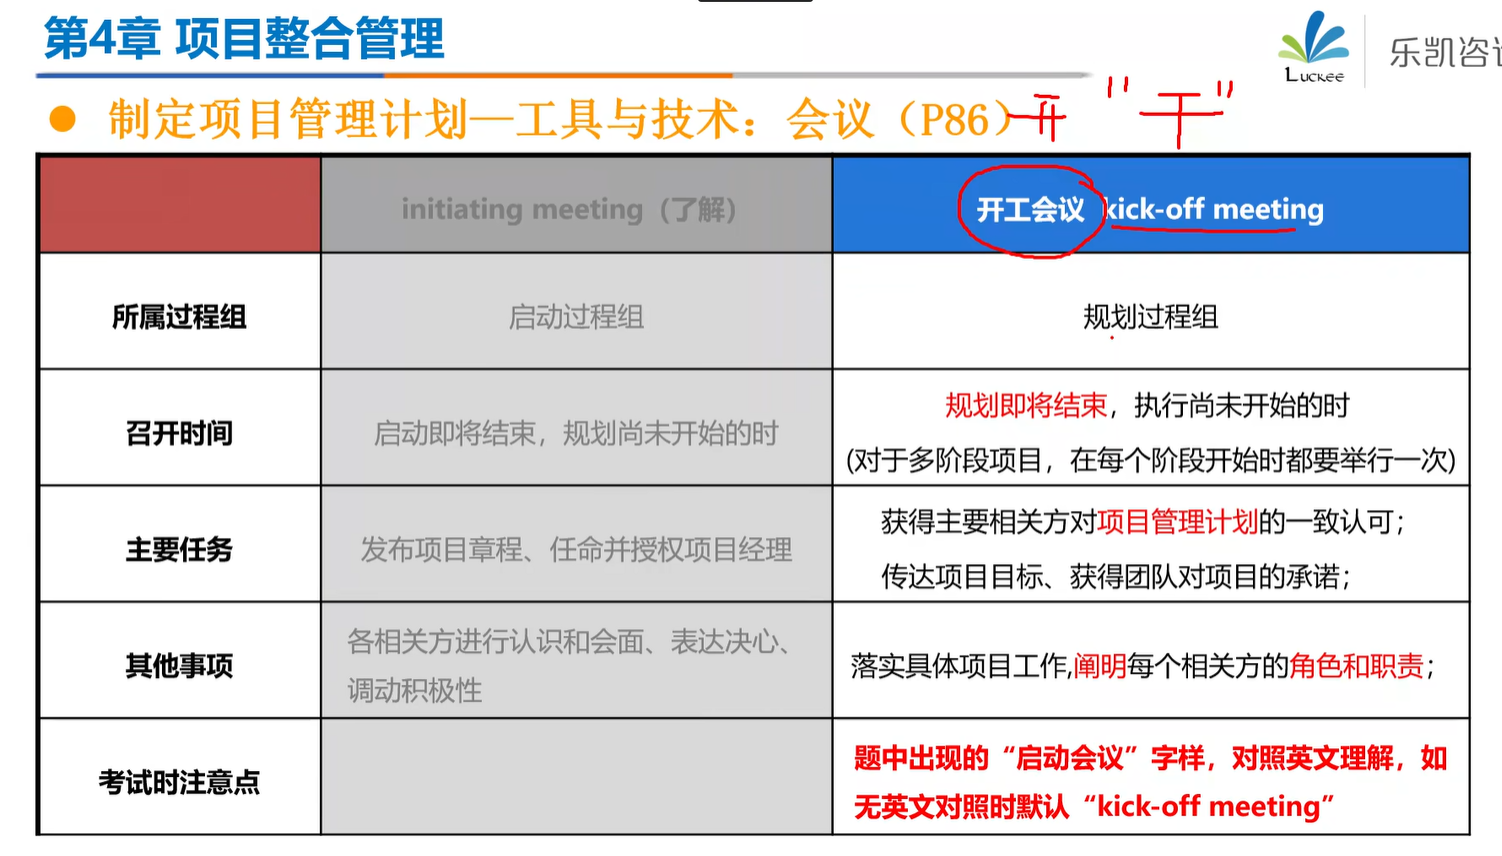 第4章 项目整合管理
Luckee
乐凯咨
制定项目管理计划—工具与技术：会议（P86）
开 "干"
initiating meeting（了解）
开工会议 kick-off meeting
所属过程组
启动过程组
规划过程组
召开时间
启动即将结束，规划尚未开始的时
规划即将结束，执行尚未开始的时
(对于多阶段项目，在每个阶段开始时都要举行一次)
主要任务
发布项目章程、任命并授权项目经理
获得主要相关方对项目管理计划的一致认可；
传达项目目标、获得团队对项目的承诺；
其他事项
各相关方进行认识和会面、表达决心、
调动积极性
落实具体项目工作,阐明每个相关方的角色和职责；
考试时注意点
题中出现的“启动会议”字样，对照英文理解，如
无英文对照时默认“kick-off meeting”